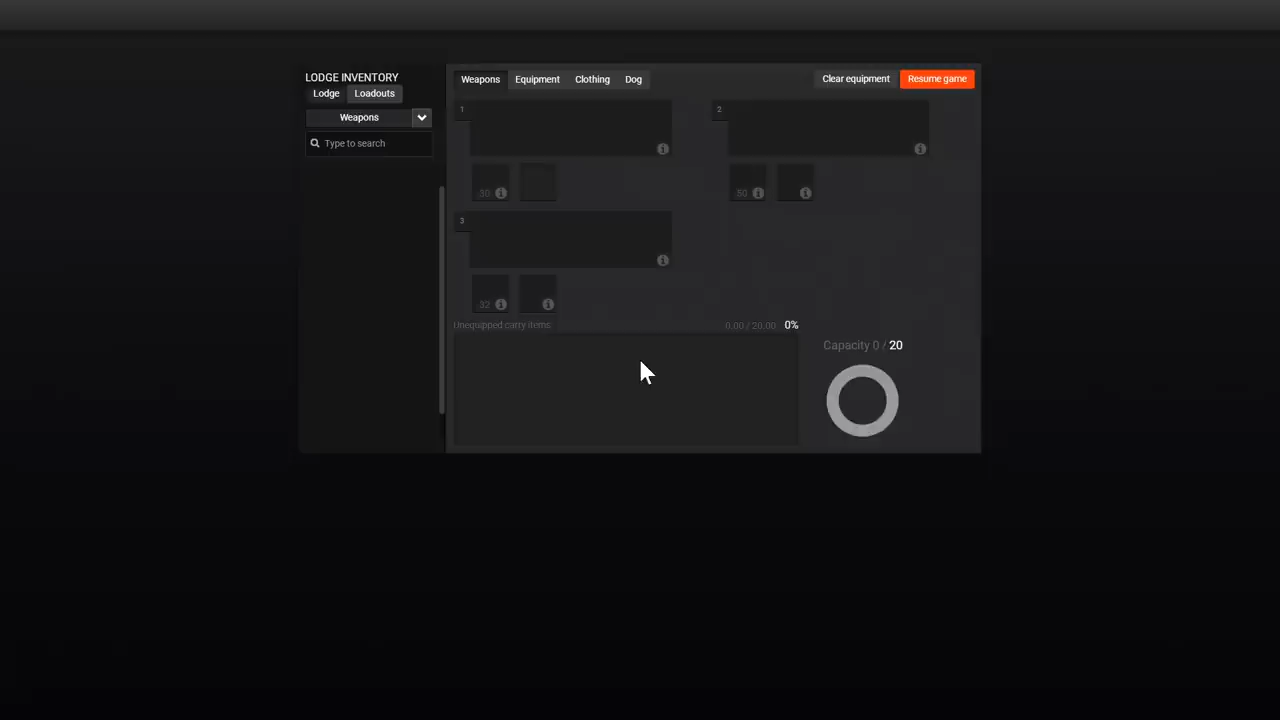 LODGE INVENTORY
Lodge Loadouts
Weapons
Type to search
Weapons Equipment Clothing Dog
Clear equipment Resume game
1
2
50
50
3
32
Unequipped carry items 0.00 / 20.00 0%
Capacity 0 / 20